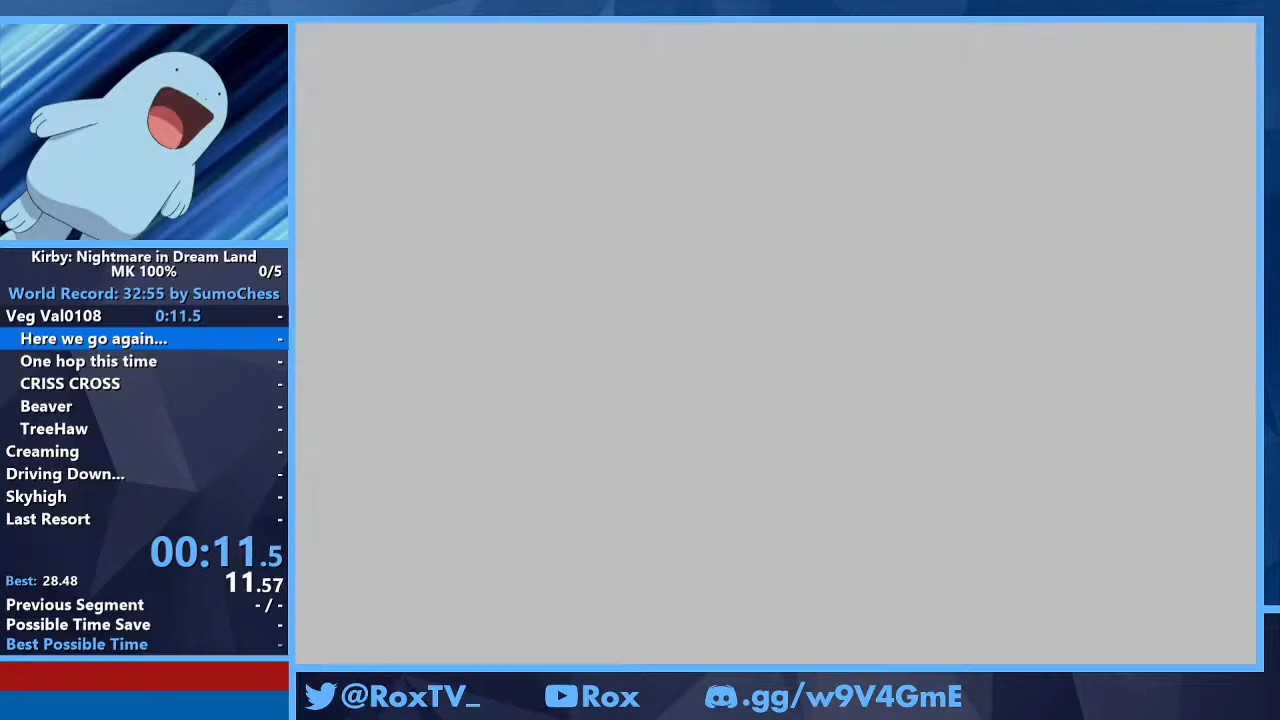 Kirby: Nightmare in Dream Land
MK 100% 0/5
World Record: 32:55 by SumoChess
Veg Val0108 0:11.5 -
Here we go again... -
One hop this time -
CRISS CROSS -
Beaver -
TreeHaw -
Creaming -
Driving Down... -
Skyhigh -
Last Resort -
00:11.5
Best: 28.48 11.57
Previous Segment - / -
Possible Time Save -
Best Possible Time -
@RoxTV_ Rox .gg/w9V4GmE